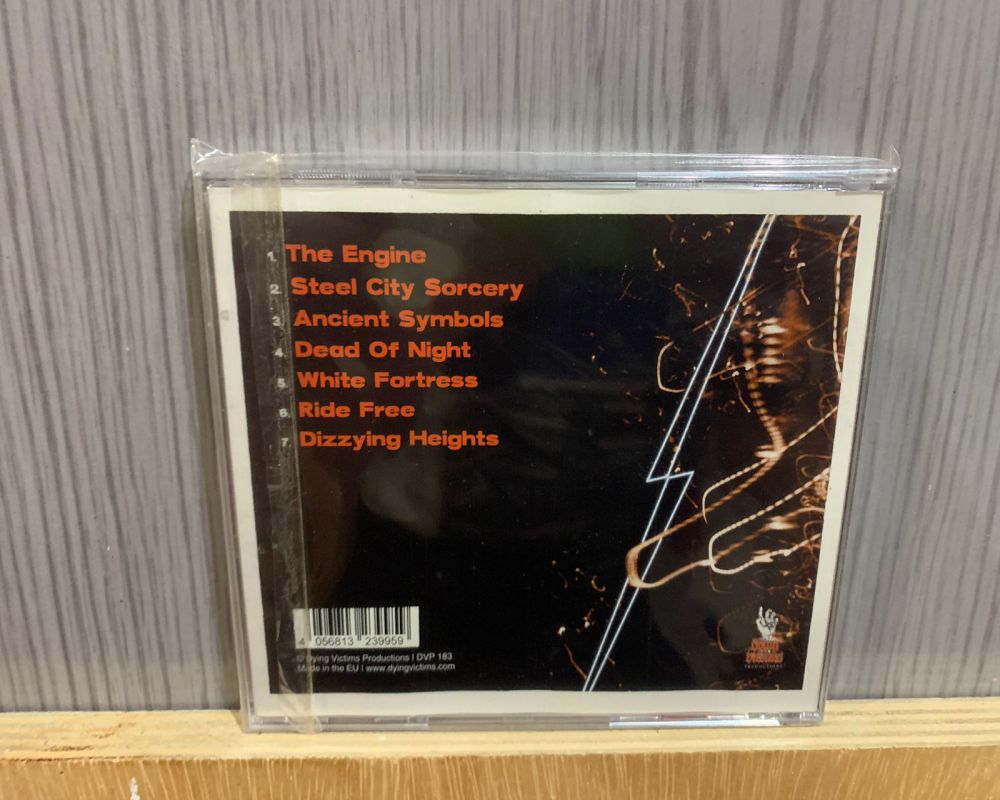 1. The Engine
2. Steel City Sorcery
3. Ancient Symbols
4. Dead Of Night
5. White Fortress
6. Ride Free
7. Dizzying Heights
4 056813 239959
© Dying Victims Productions | DVP 183
Made in the EU | www.dyingvictims.com
PRODUCTIONS